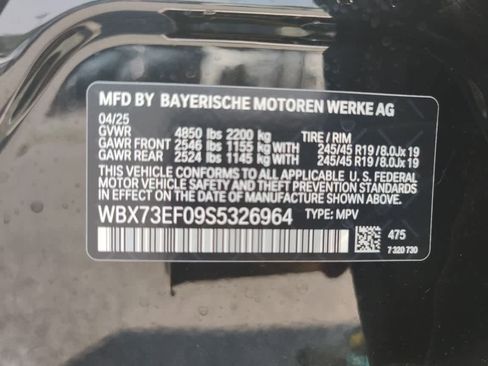 MFD BY BAYERISCHE MOTOREN WERKE AG
04/25
GVWR 4850 lbs 2200 kg TIRE / RIM
GAWR FRONT 2546 lbs 1155 kg WITH 245/45 R19 / 8.0Jx 19
GAWR REAR 2524 lbs 1145 kg WITH 245/45 R19 / 8.0Jx 19
THIS VEHICLE CONFORMS TO ALL APPLICABLE U. S. FEDERAL
MOTOR VEHICLE SAFETY, BUMPER, AND THEFT PREVENTION
STANDARDS IN EFFECT ON THE DATE OF MANUFACTURE SHOWN ABOVE.
WBX73EF09S5326964 TYPE: MPV
475
7 320 730